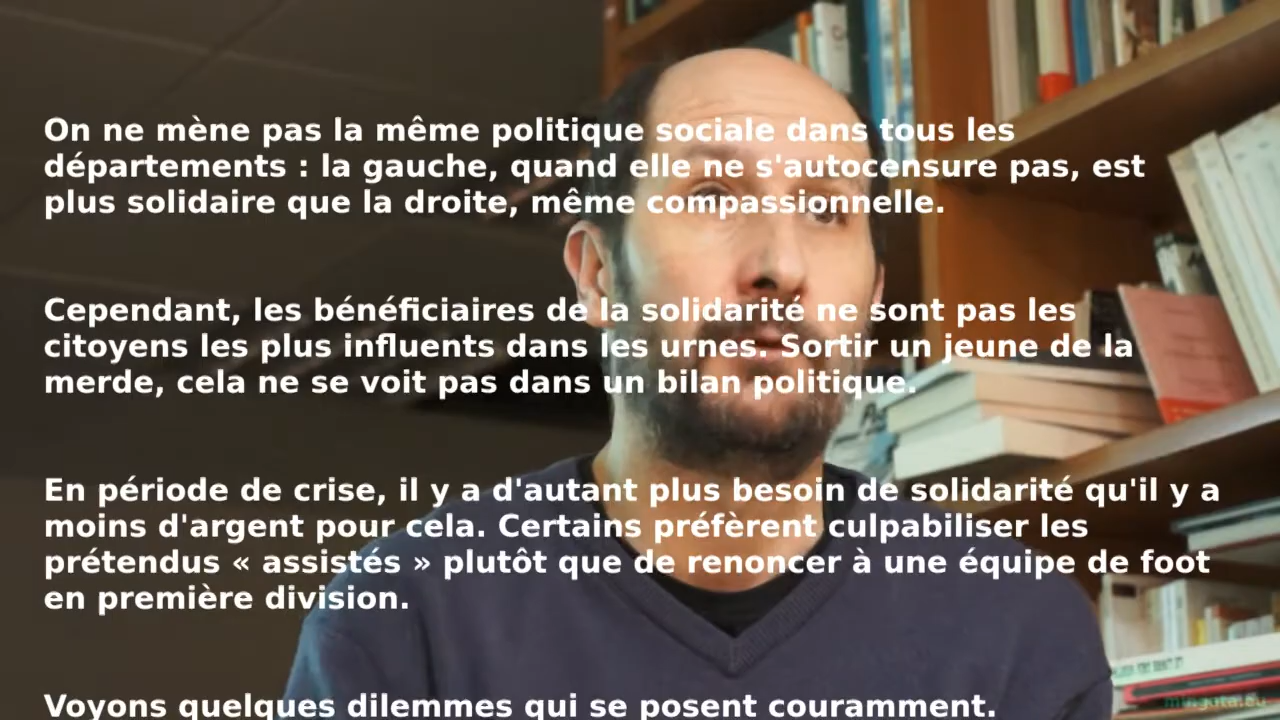 On ne mène pas la même politique sociale dans tous les
départements : la gauche, quand elle ne s'autocensure pas, est
plus solidaire que la droite, même compassionnelle.
Cependant, les bénéficiaires de la solidarité ne sont pas les
citoyens les plus influents dans les urnes. Sortir un jeune de la
merde, cela ne se voit pas dans un bilan politique.
En période de crise, il y a d'autant plus besoin de solidarité qu'il y a
moins d'argent pour cela. Certains préfèrent culpabiliser les
prétendus « assistés » plutôt que de renoncer à une équipe de foot
en première division.
Voyons quelques dilemmes qui se posent couramment.